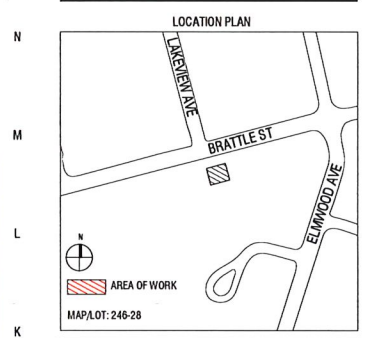 LOCATION PLAN
N
LAKEVIEW AVE
M
BRATTLE ST
ELMWOOD AVE
L
N
AREA OF WORK
MAP/LOT: 246-28
K